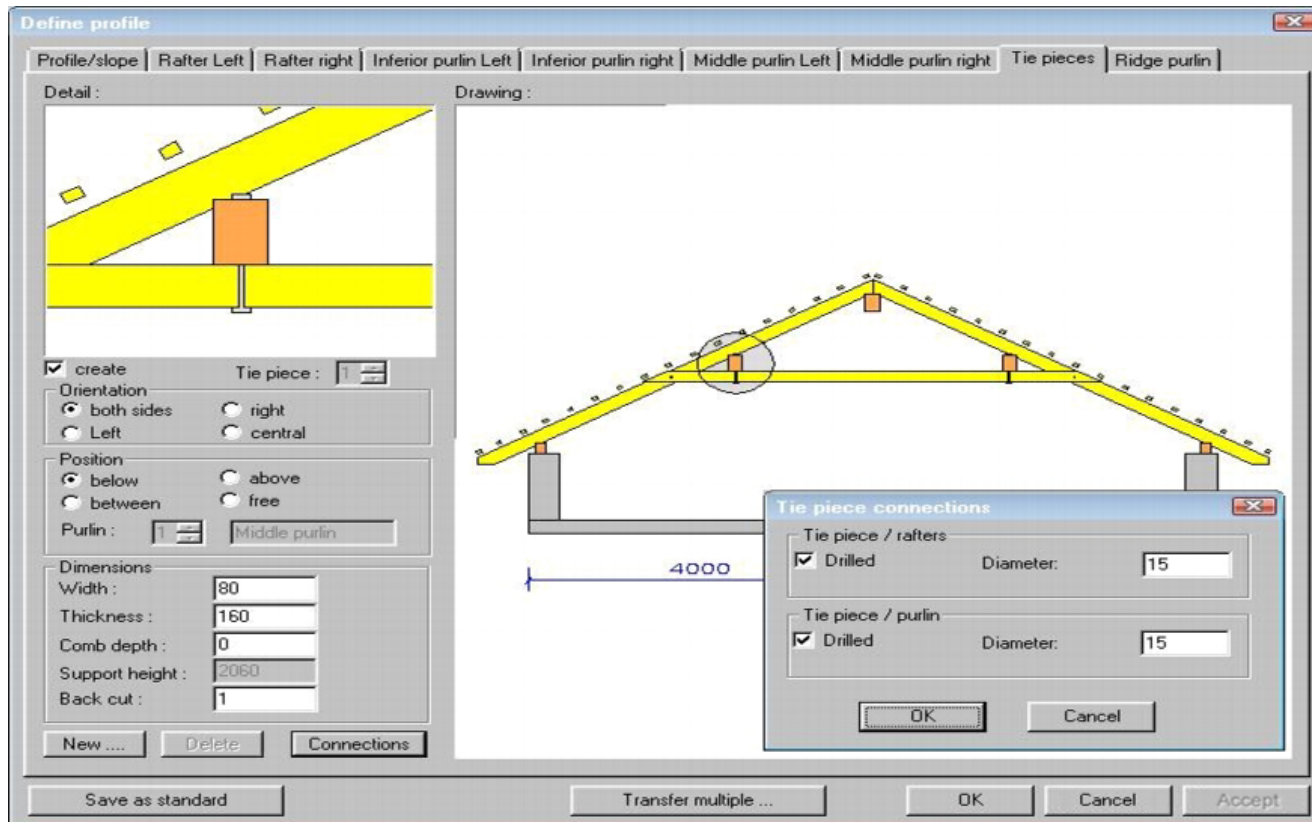 Define profile
Profile/slope Rafter Left Rafter right Inferior purlin Left Inferior purlin right Middle purlin Left Middle purlin right Tie pieces Ridge purlin
Detail :
Drawing :
create Tie piece : 1
Orientation
both sides right
Left central
Position
below above
between free
Purlin : 1 Middle purlin
Dimensions
Width : 80
Thickness : 160
Comb depth : 0
Support height : 2060
Back cut : 1
New .... Delete Connections
4000
Tie piece connections
Tie piece / rafters
Drilled Diameter: 15
Tie piece / purlin
Drilled Diameter: 15
OK Cancel
Save as standard Transfer multiple ... OK Cancel Accept